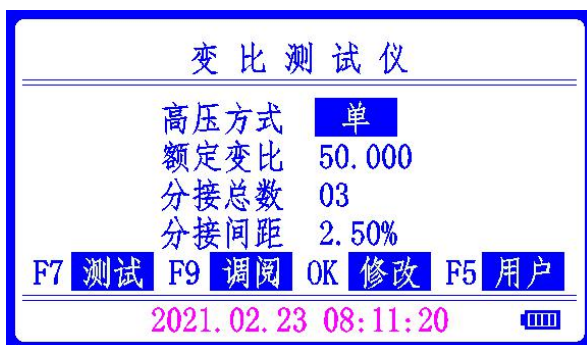 变比测试仪
高压方式 单
额定变比 50.000
分接总数 03
分接间距 2.50%
F7 测试 F9 调阅 OK 修改 F5 用户
2021.02.23 08:11:20